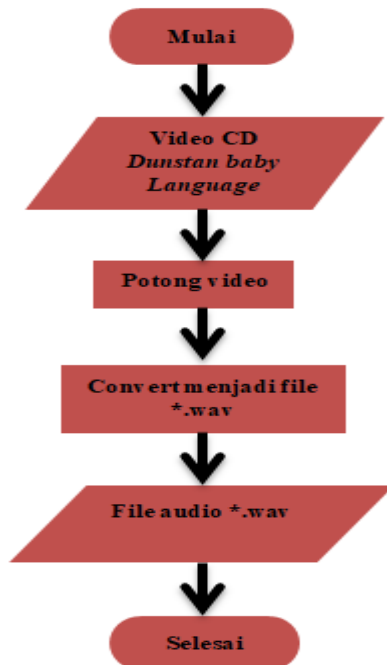 Mulai
Video CD
Dunstan baby
Language
Potong video
Convert menjadi file
*.wav
File audio *.wav
Selesai